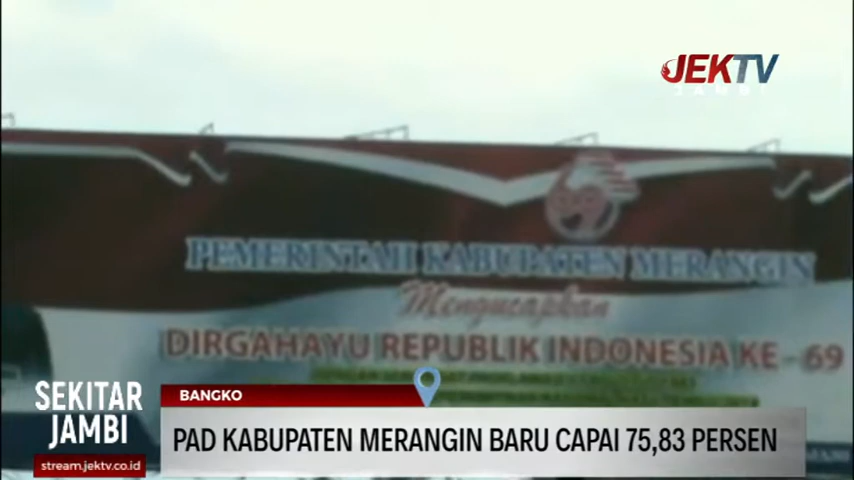 JEKTV
JAMBI
PEMERINTAH KABUPATEN MERANGIN
Mengucapkan
DIRGAHAYU REPUBLIK INDONESIA KE - 69
SEKITAR
JAMBI
stream.jektv.co.id
BANGKO
PAD KABUPATEN MERANGIN BARU CAPAI 75,83 PERSEN